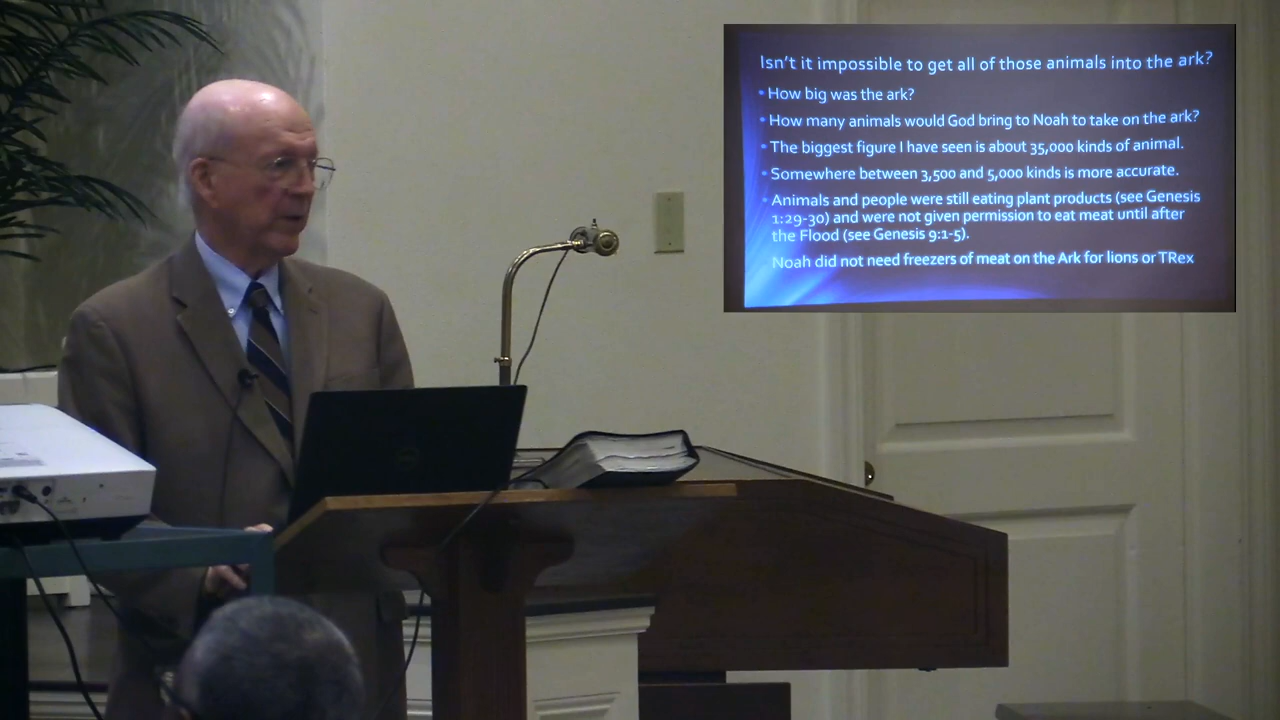 Isn't it impossible to get all of those animals into the ark?
• How big was the ark?
• How many animals would God bring to Noah to take on the ark?
• The biggest figure I have seen is about 35,000 kinds of animal.
• Somewhere between 3,500 and 5,000 kinds is more accurate.
• Animals and people were still eating plant products (see Genesis
1:29-30) and were not given permission to eat meat until after
the Flood (see Genesis 9:1-5).
Noah did not need freezers of meat on the Ark for lions or TRex